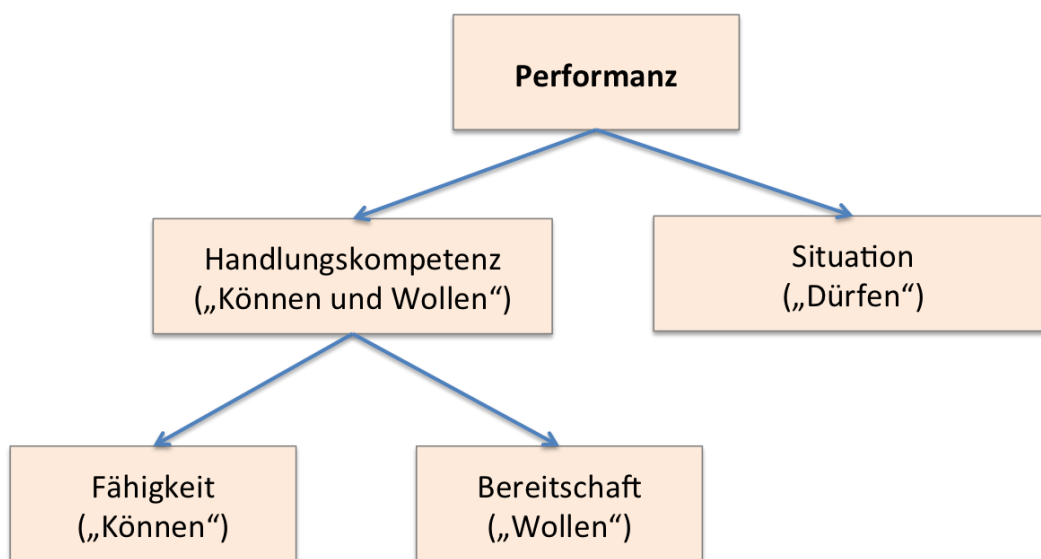 Performanz
Handlungskompetenz
(„Können und Wollen“)
Situation
(„Dürfen“)
Fähigkeit
(„Können“)
Bereitschaft
(„Wollen“)